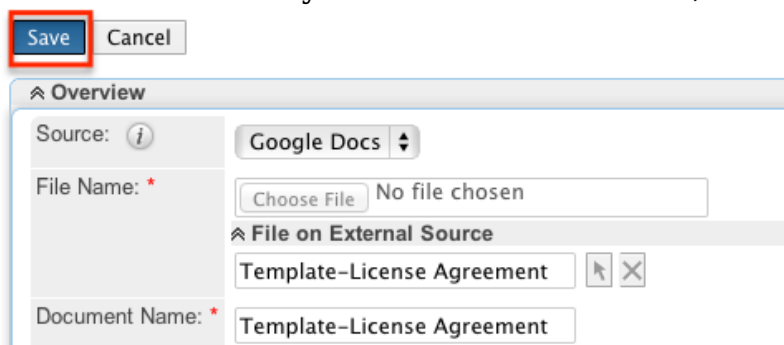 Save Cancel
Overview
Source: i Google Docs
File Name: * Choose File No file chosen
File on External Source
Template-License Agreement
Document Name: * Template-License Agreement